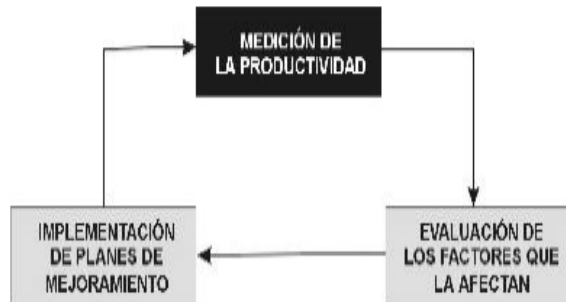 MEDICIÓN DE
LA PRODUCTIVIDAD
IMPLEMENTACIÓN
DE PLANES DE
MEJORAMIENTO
EVALUACIÓN DE
LOS FACTORES QUE
LA AFECTAN